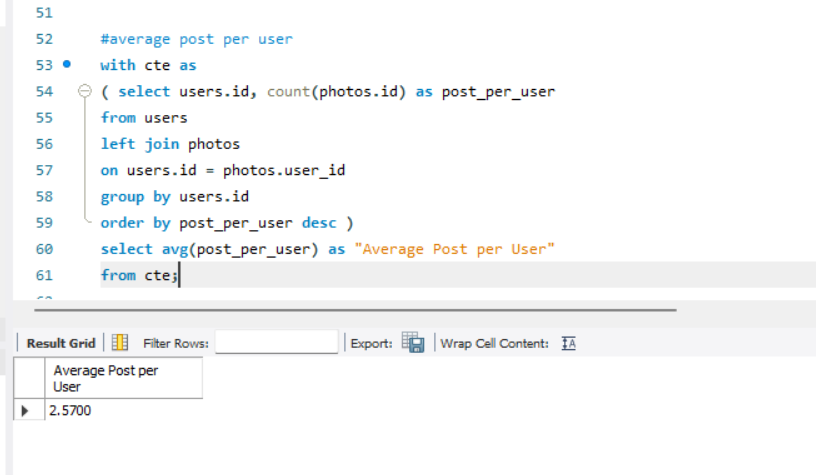 51
52 #average post per user
53 with cte as
54 ( select users.id, count(photos.id) as post_per_user
55 from users
56 left join photos
57 on users.id = photos.user_id
58 group by users.id
59 order by post_per_user desc )
60 select avg(post_per_user) as "Average Post per User"
61 from cte;
Result Grid Filter Rows: Export: Wrap Cell Content: IA
Average Post per
User
2.5700